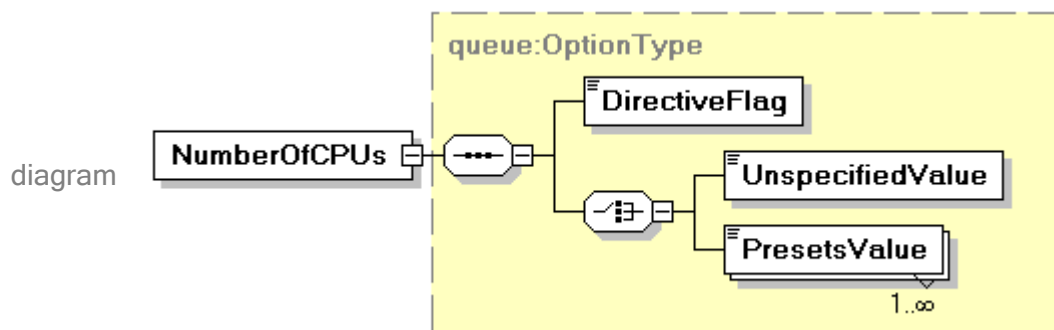 queue:OptionType
DirectiveFlag
NumberOfCPUs
diagram
UnspecifiedValue
PresetsValue
1..∞